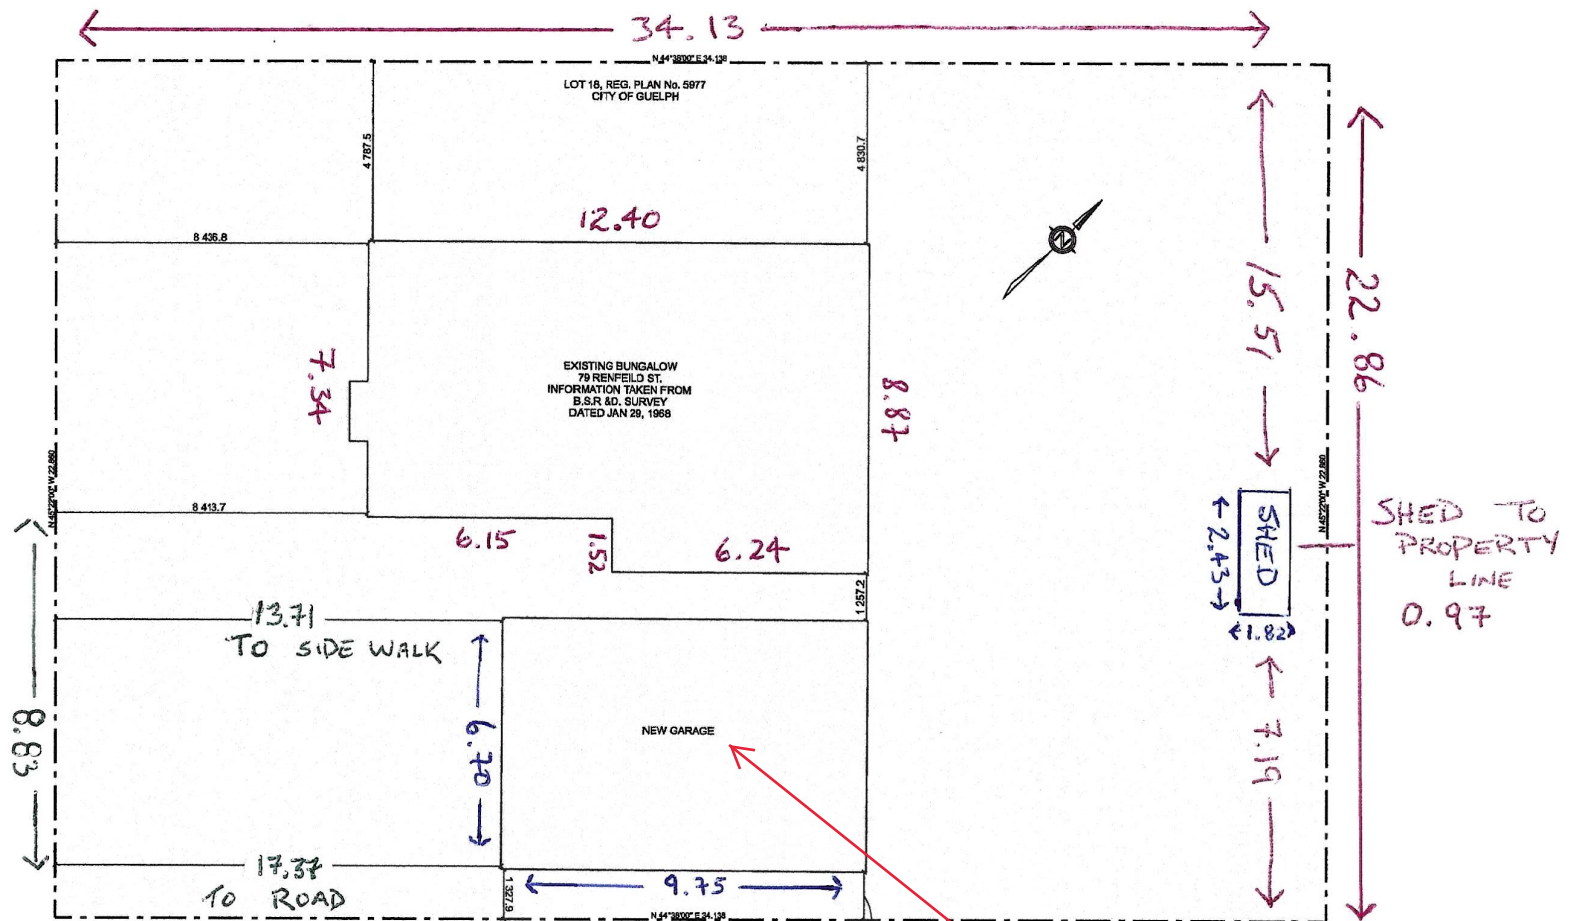 34.13
N 44°38'00" E 34.138
LOT 18, REG. PLAN No. 5977
CITY OF GUELPH
4 787.5
4 830.7
12.40
8 436.8
15.51
22.86
7.34
EXISTING BUNGALOW
79 RENFEILD ST.
INFORMATION TAKEN FROM
B.S.R &D. SURVEY
DATED JAN 29, 1968
8.87
N 45°22'00" W 22.860
N 45°22'00" W 22.860
8 413.7
6.15
1.52
6.24
SHED
2.43
SHED TO
PROPERTY
LINE
0.97
1 257.2
13.71
TO SIDE WALK
1.82
8.83
6.70
NEW GARAGE
7.19
17.37
TO ROAD
1 327.9
9.75
N 44°38'00" E 34.138